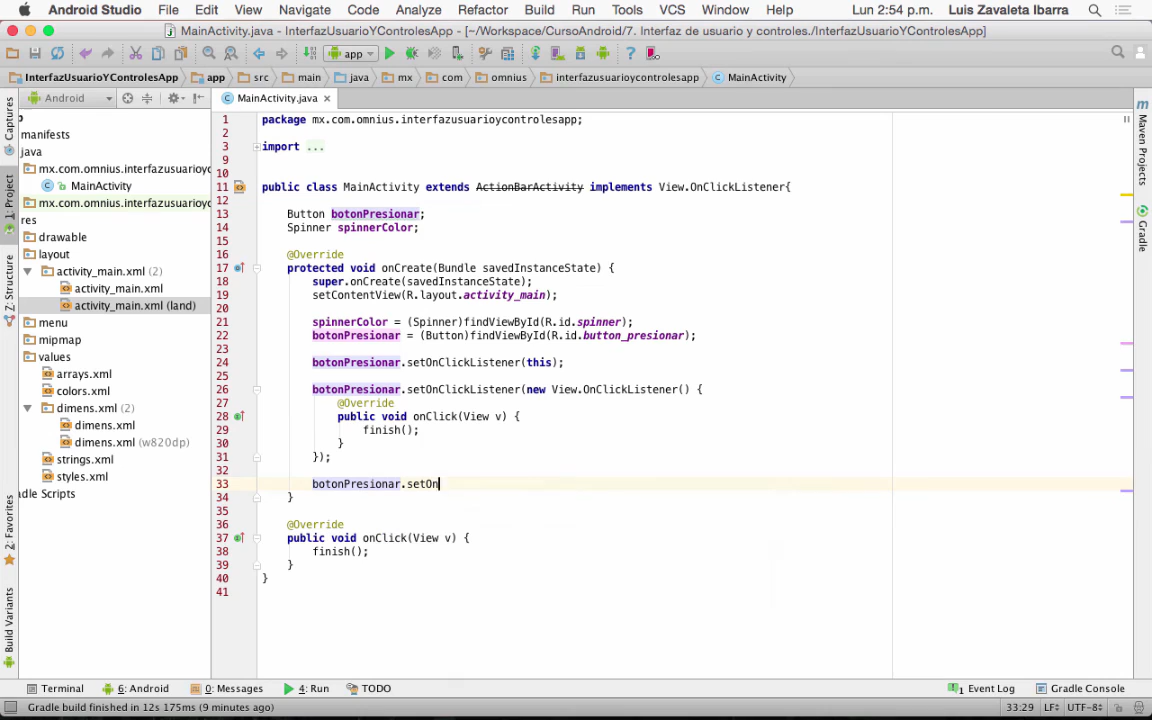 Android Studio File Edit View Navigate Code Analyze Refactor Build Run Tools VCS Window Help Lun 2:54 p.m. Luis Zavaleta Ibarra
MainActivity.java - InterfazUsuarioYControlesApp - [~/Workspace/CursoAndroid/7. Interfaz de usuario y controles./InterfazUsuarioYControlesApp]
app
InterfazUsuarioYControlesApp app src main java mx com omnius interfazusuarioycontrolesapp MainActivity
Android
MainActivity.java
Captures
1: Project
Z: Structure
2: Favorites
Build Variants
manifests
java
mx.com.omnius.interfazusuarioyc
MainActivity
mx.com.omnius.interfazusuarioyc
res
drawable
layout
activity_main.xml (2)
activity_main.xml
activity_main.xml (land)
menu
mipmap
values
arrays.xml
colors.xml
dimens.xml (2)
dimens.xml
dimens.xml (w820dp)
strings.xml
styles.xml
adle Scripts
1 package mx.com.omnius.interfazusuarioycontrolesapp;
2
3 import ...
9
10
11 public class MainActivity extends ActionBarActivity implements View.OnClickListener{
12
13 Button botonPresionar;
14 Spinner spinnerColor;
15
16 @Override
17 protected void onCreate(Bundle savedInstanceState) {
18 super.onCreate(savedInstanceState);
19 setContentView(R.layout.activity_main);
20
21 spinnerColor = (Spinner)findViewById(R.id.spinner);
22 botonPresionar = (Button)findViewById(R.id.button_presionar);
23
24 botonPresionar.setOnClickListener(this);
25
26 botonPresionar.setOnClickListener(new View.OnClickListener() {
27 @Override
28 public void onClick(View v) {
29 finish();
30 }
31 });
32
33 botonPresionar.setOn
34 }
35
36 @Override
37 public void onClick(View v) {
38 finish();
39 }
40 }
41
Maven Projects
Gradle
Terminal 6: Android 0: Messages 4: Run TODO 1 Event Log Gradle Console
Gradle build finished in 12s 175ms (9 minutes ago) 33:29 LF UTF-8